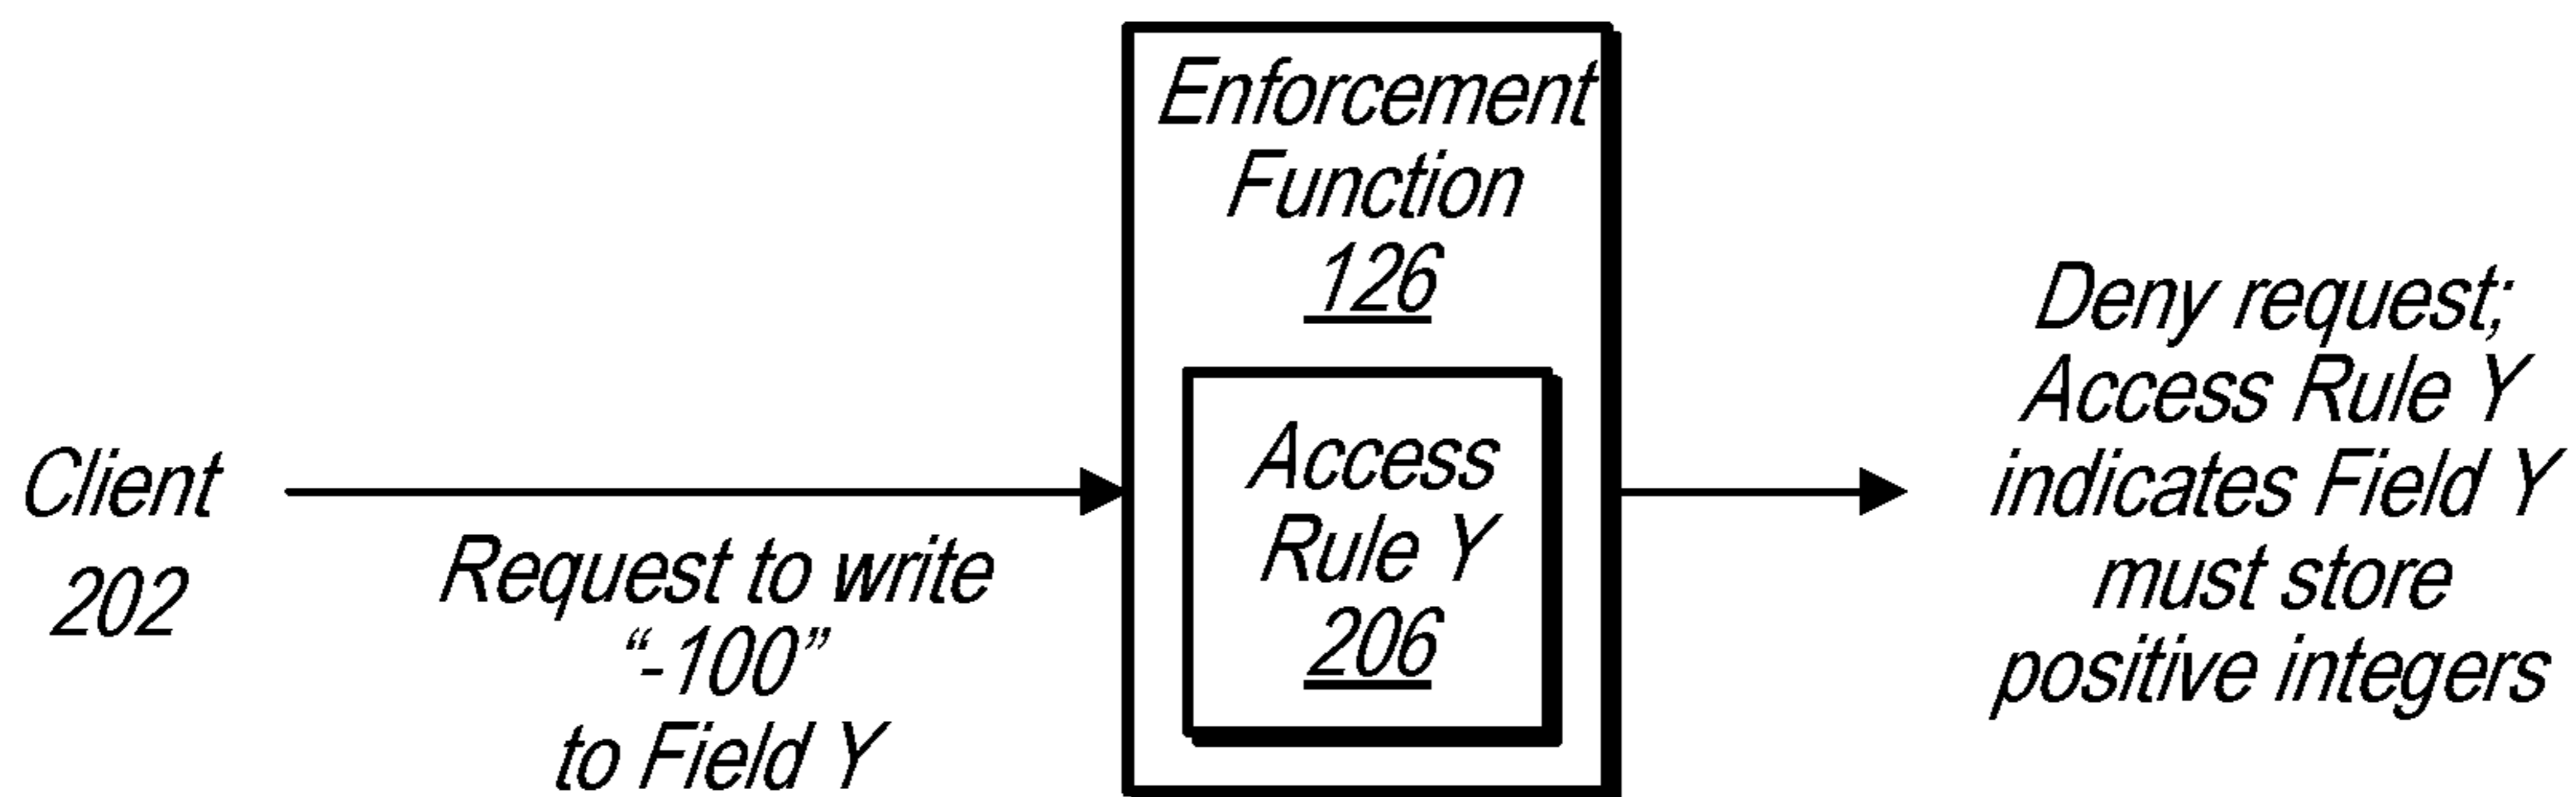 Client
202
Request to write
“-100”
to Field Y
Enforcement
Function
126
Access
Rule Y
206
Deny request;
Access Rule Y
indicates Field Y
must store
positive integers